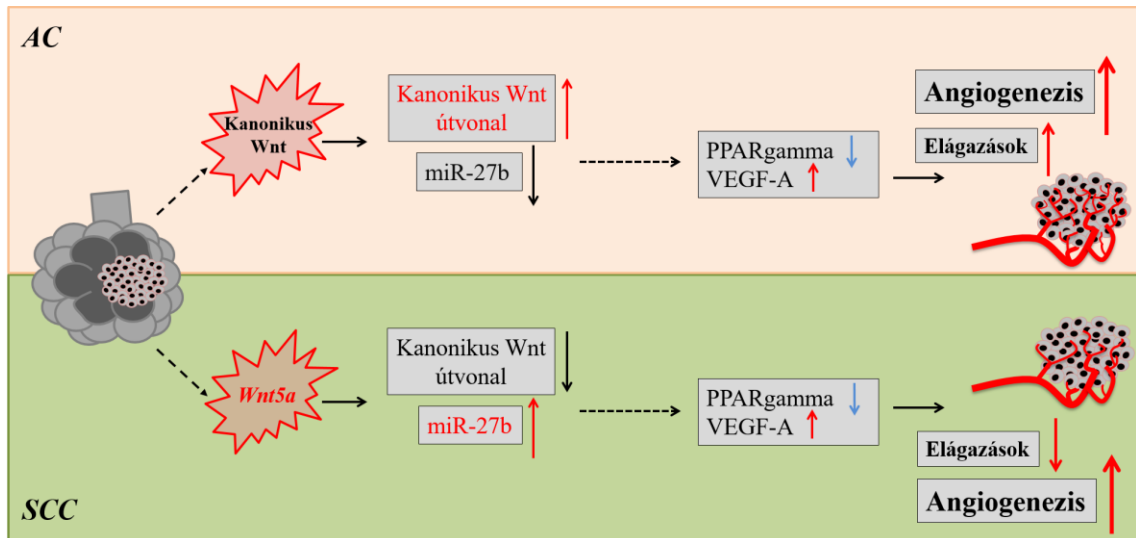 AC
Kanonikus
Wnt
Kanonikus Wnt
útvonal
miR-27b
PPARgamma
VEGF-A
Angiogenezis
Elágazások
Wnt5a
Kanonikus Wnt
útvonal
miR-27b
PPARgamma
VEGF-A
Elágazások
Angiogenezis
SCC